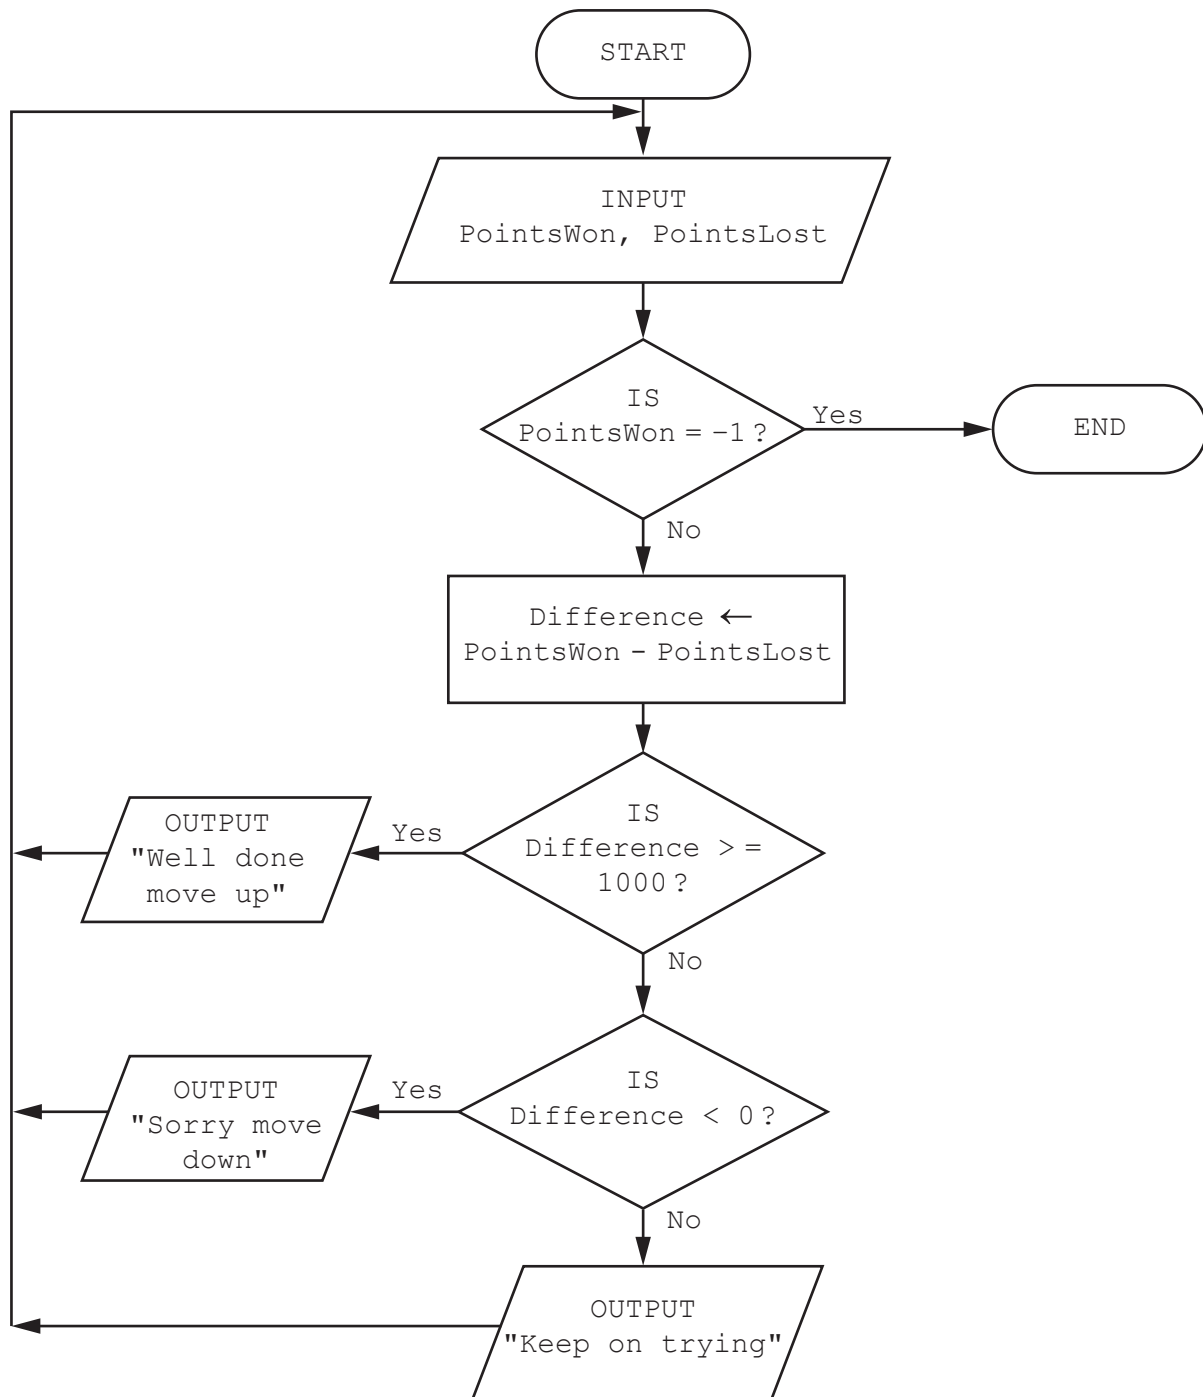 START
INPUT
PointsWon, PointsLost
IS
PointsWon = –1 ?
Yes
END
No
Difference ←
PointsWon – PointsLost
IS
Difference > =
1000 ?
Yes
OUTPUT
"Well done
move up"
No
IS
Difference < 0 ?
Yes
OUTPUT
"Sorry move
down"
No
OUTPUT
"Keep on trying"